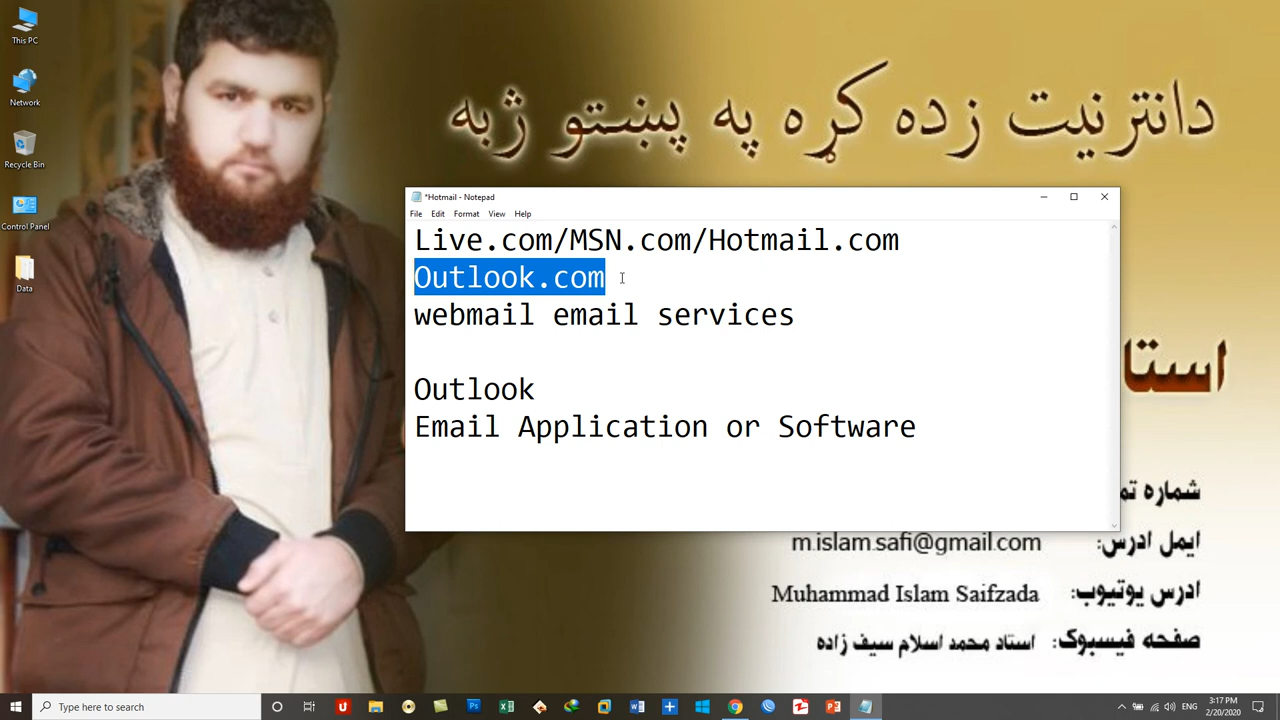 This PC
Network
Recycle Bin
Control Panel
Data
دانترنیت زده کړه په پښتو ژبه
*Hotmail - Notepad
File Edit Format View Help
Live.com/MSN.com/Hotmail.com
Outlook.com
webmail email services
Outlook
Email Application or Software
استا
شماره تم
ایمل ادرس: m.islam.safi@gmail.com
ادرس یوتیوب: Muhammad Islam Saifzada
صفحه فیسبوک: استاد محمد اسلام سیف زاده
Type here to search
3:17 PM
2/20/2020